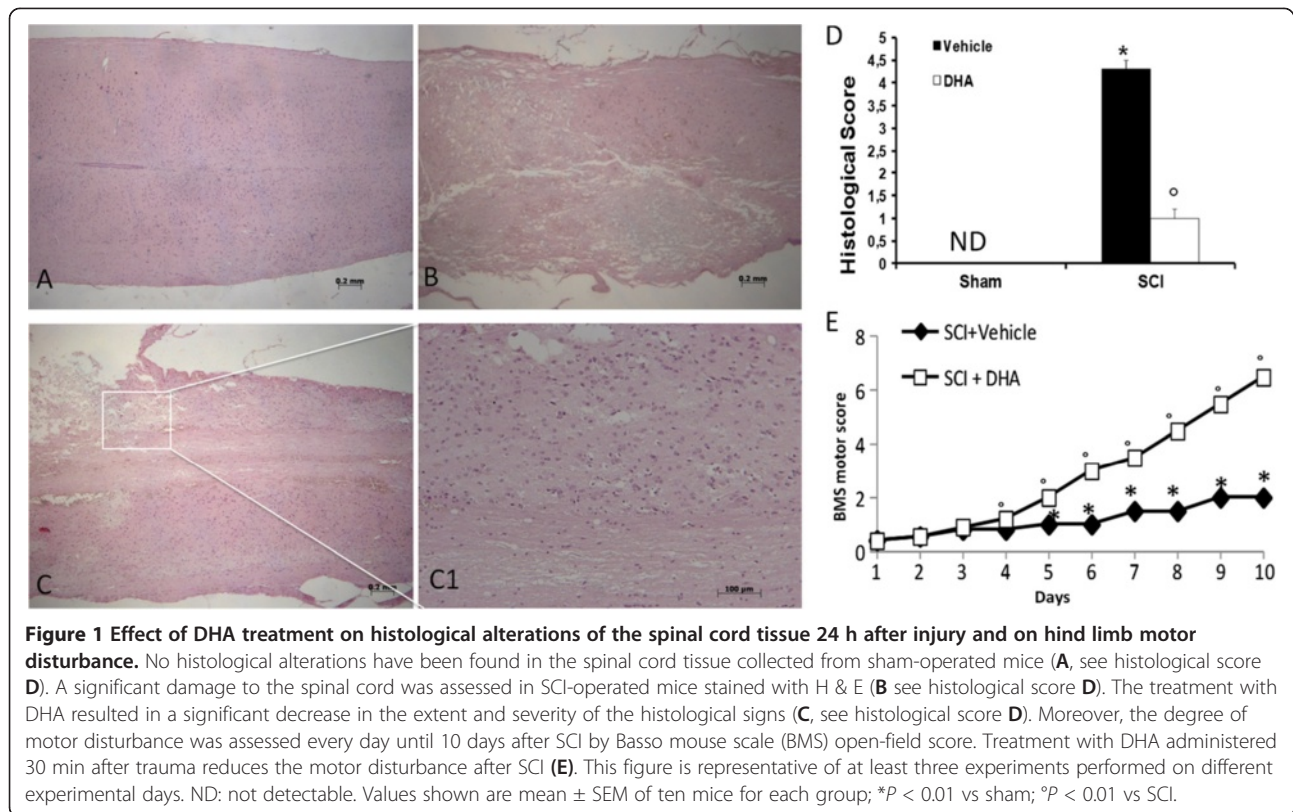 A
0.2 mm
B
0.2 mm
C
0.2 mm
C1
100 µm
D
5
4,5
4
3,5
3
2,5
2
1,5
1
0,5
0
Histological Score
Vehicle
DHA
*
°
ND
Sham
SCI
E
SCI+Vehicle
SCI + DHA
8
6
4
2
0
BMS motor score
° ° ° ° ° ° °
* * * * * *
1 2 3 4 5 6 7 8 9 10
Days
Figure 1 Effect of DHA treatment on histological alterations of the spinal cord tissue 24 h after injury and on hind limb motor
disturbance. No histological alterations have been found in the spinal cord tissue collected from sham-operated mice (A, see histological score
D). A significant damage to the spinal cord was assessed in SCI-operated mice stained with H & E (B see histological score D). The treatment with
DHA resulted in a significant decrease in the extent and severity of the histological signs (C, see histological score D). Moreover, the degree of
motor disturbance was assessed every day until 10 days after SCI by Basso mouse scale (BMS) open-field score. Treatment with DHA administered
30 min after trauma reduces the motor disturbance after SCI (E). This figure is representative of at least three experiments performed on different
experimental days. ND: not detectable. Values shown are mean ± SEM of ten mice for each group; *P < 0.01 vs sham; °P < 0.01 vs SCI.